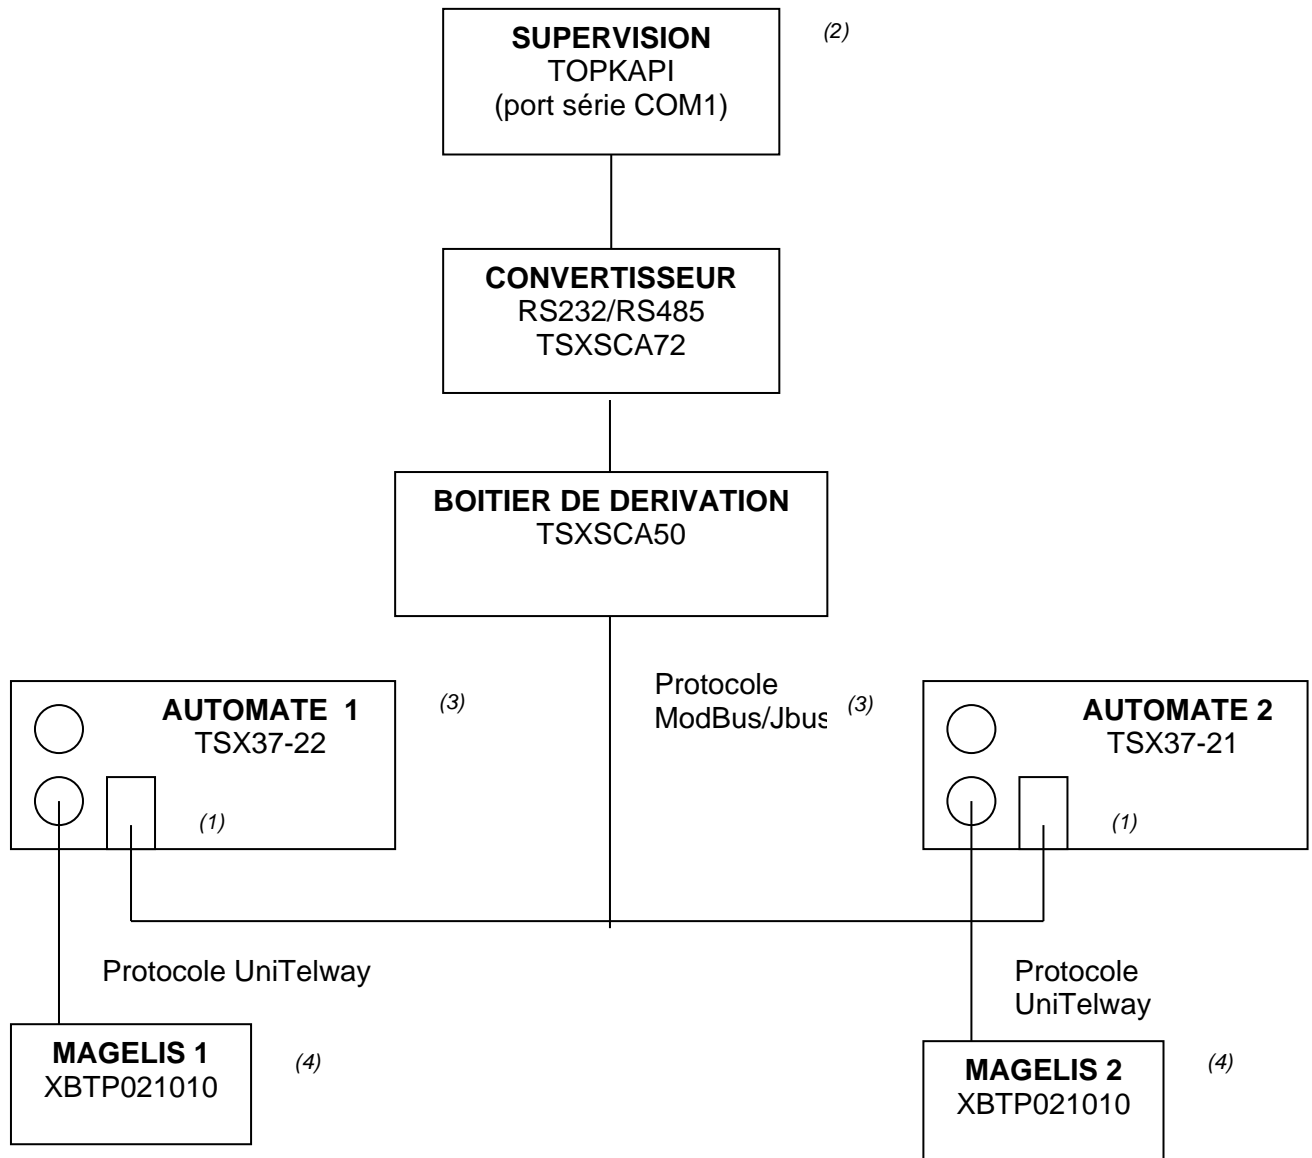 SUPERVISION
TOPKAPI
(port série COM1)
(2)
CONVERTISSEUR
RS232/RS485
TSXSCA72
BOITIER DE DERIVATION
TSXSCA50
AUTOMATE 1
TSX37-22
(1)
(3)
Protocole
ModBus/Jbus
(3)
AUTOMATE 2
TSX37-21
(1)
Protocole UniTelway
Protocole
UniTelway
MAGELIS 1
XBTP021010
(4)
MAGELIS 2
XBTP021010
(4)